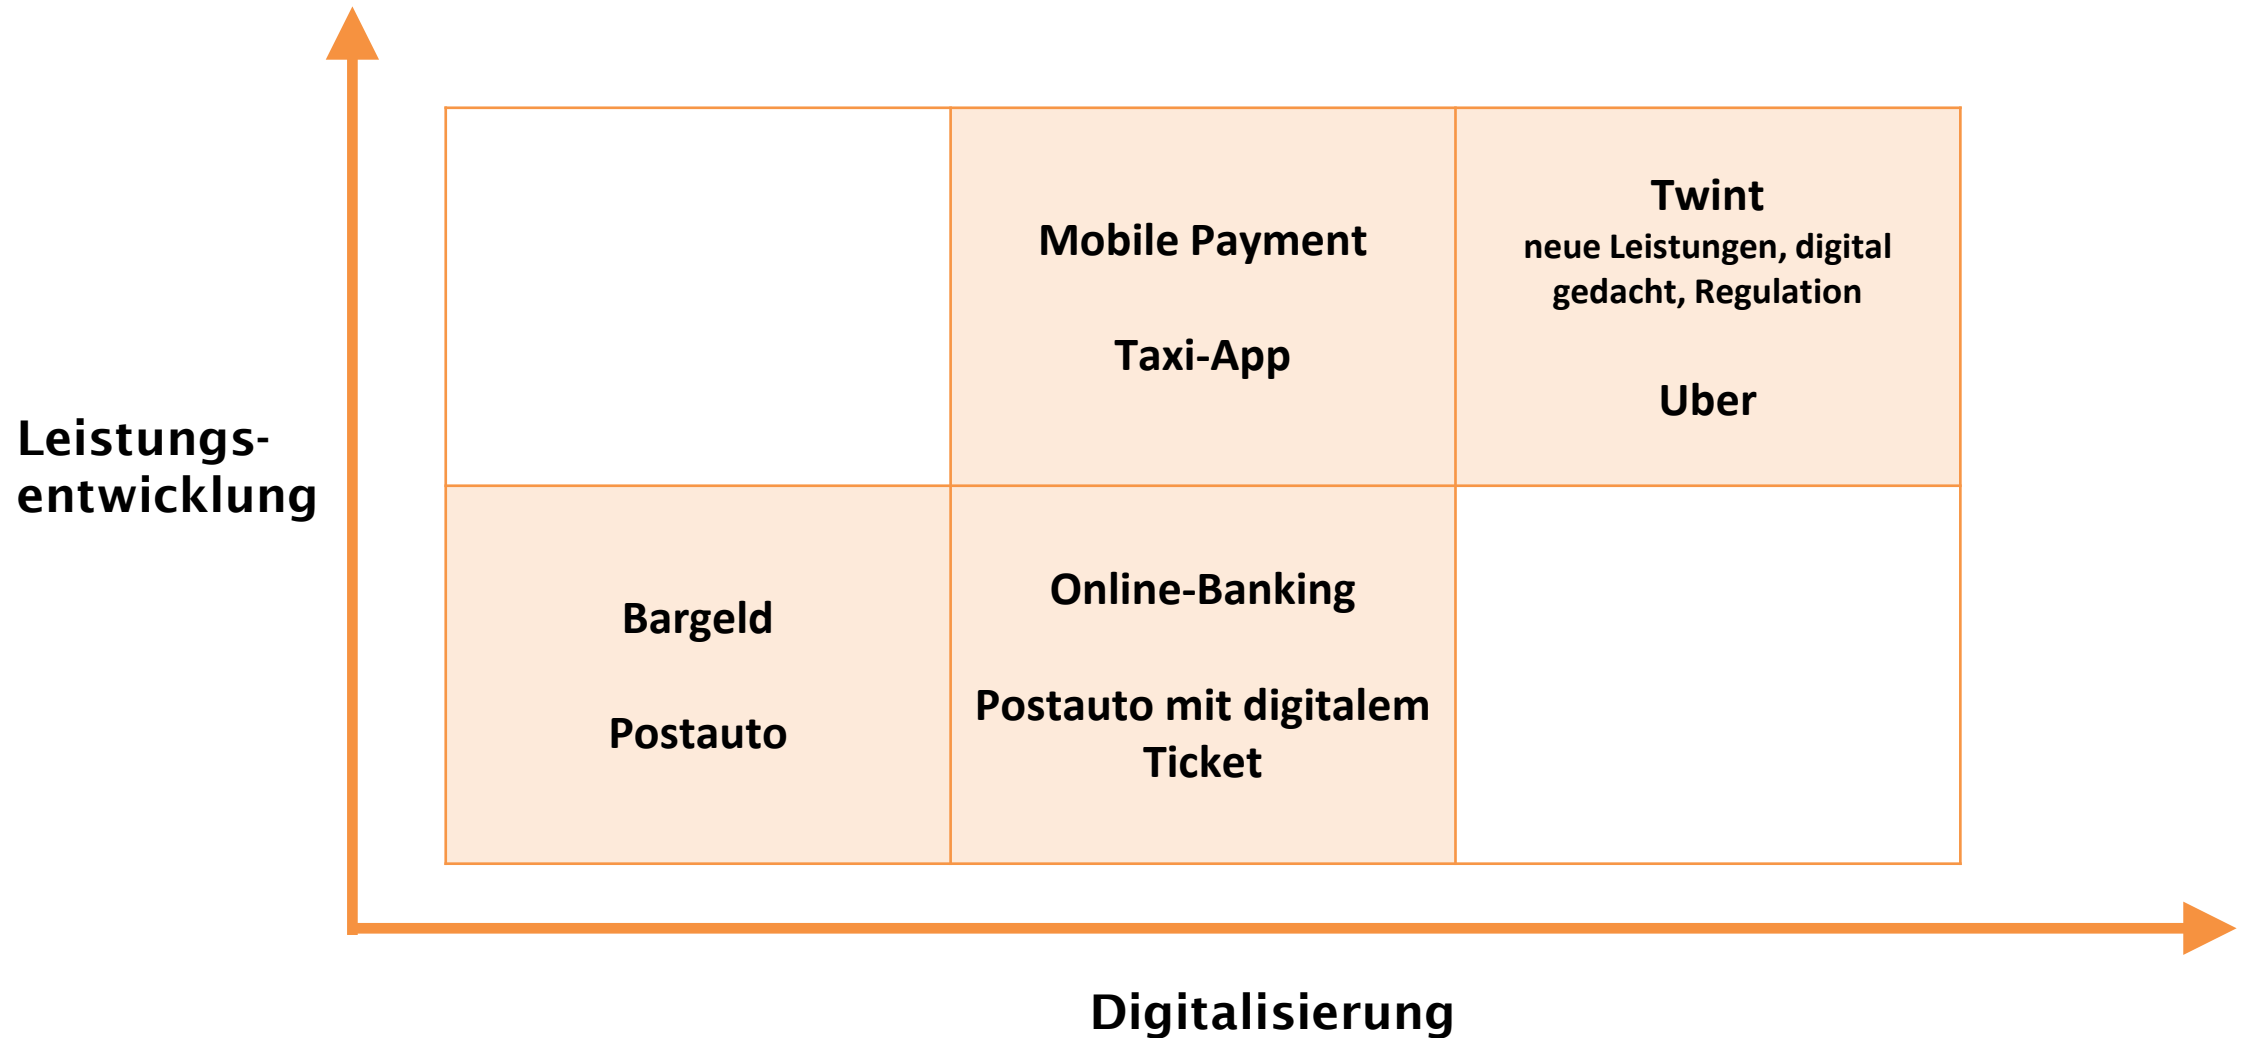 Mobile Payment
Taxi-App
Twint
neue Leistungen, digital
gedacht, Regulation
Uber
Leistungs-
entwicklung
Bargeld
Postauto
Online-Banking
Postauto mit digitalem
Ticket
Digitalisierung